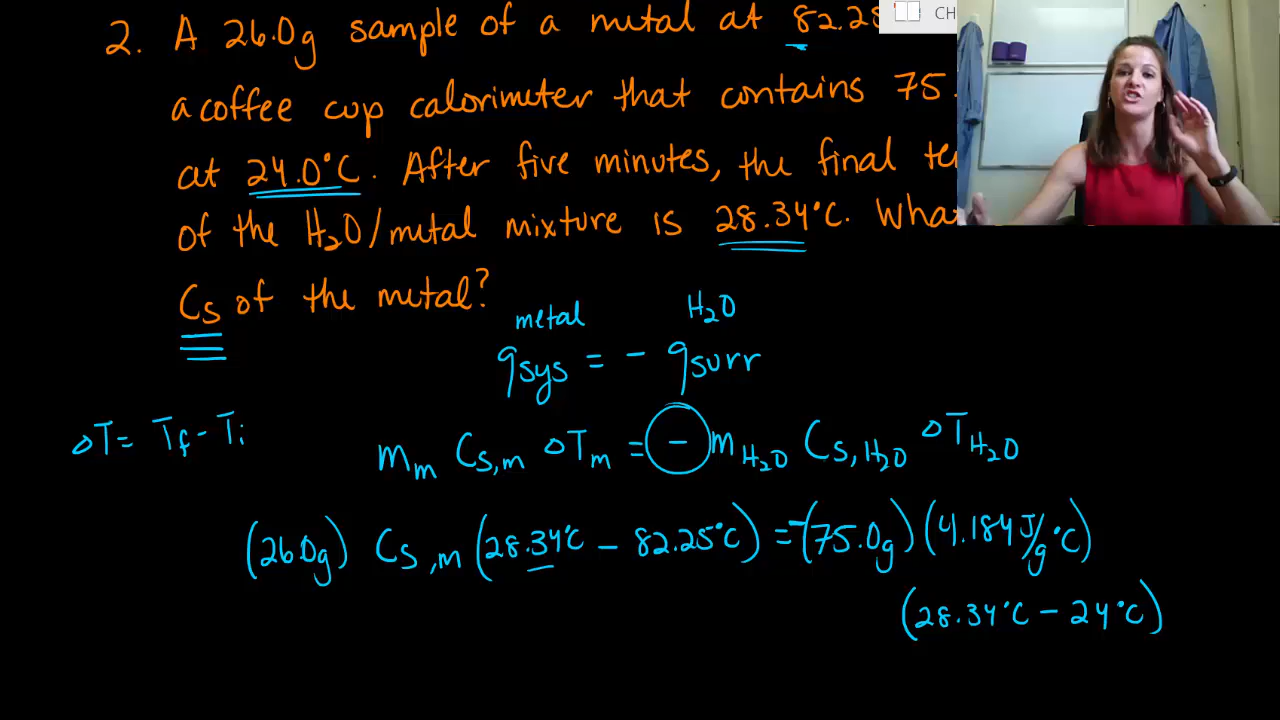 2. A 26.0g sample of a metal at 82.25
CH
a coffee cup calorimeter that contains 75.
at 24.0°C. After five minutes, the final
of the H₂O/metal mixture is 28.34°C.
Cs of the metal?
metal H₂O
qsys = - qsurr
ΔT = Tf - Ti
mm Cs,m ΔTm = - mH₂O Cs,H₂O ΔTH₂O
(26.0g) Cs,m (28.34°C - 82.25°C) = -(75.0g) (4.184J/g°C)
(28.34°C - 24°C)